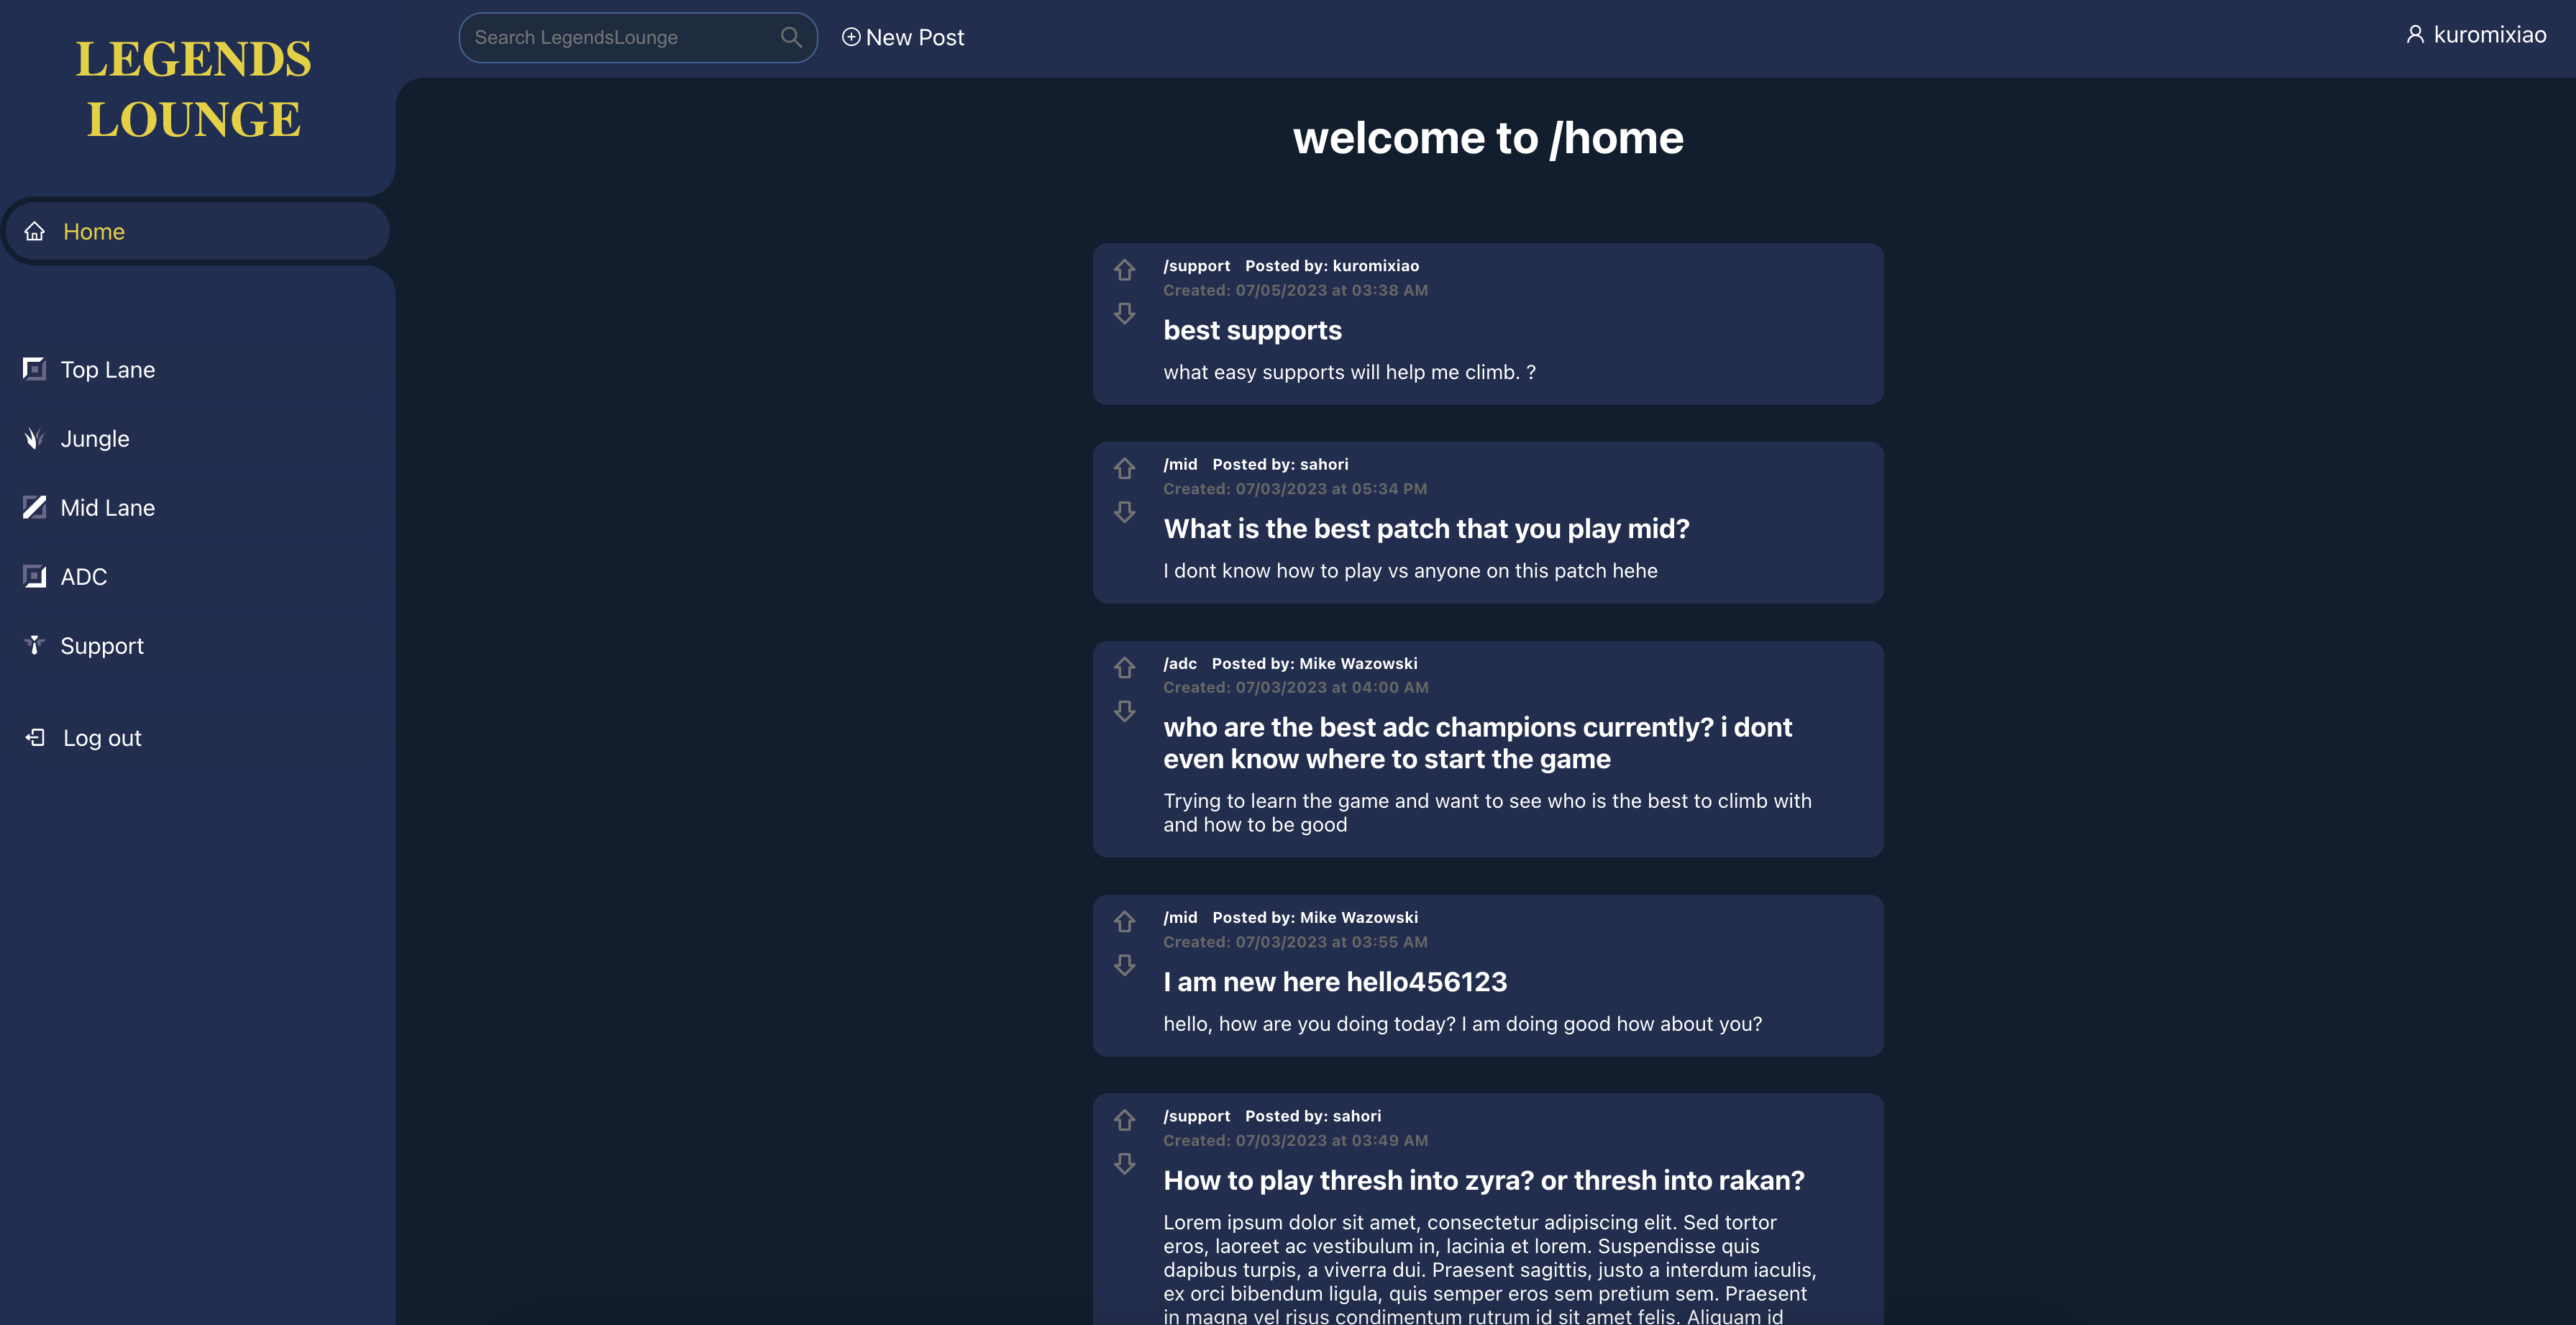 LEGENDS
LOUNGE
Search LegendsLounge
New Post
kuromixiao
Home
Top Lane
Jungle
Mid Lane
ADC
Support
Log out
welcome to /home
/support Posted by: kuromixiao
Created: 07/05/2023 at 03:38 AM
best supports
what easy supports will help me climb. ?
/mid Posted by: sahori
Created: 07/03/2023 at 05:34 PM
What is the best patch that you play mid?
I dont know how to play vs anyone on this patch hehe
/adc Posted by: Mike Wazowski
Created: 07/03/2023 at 04:00 AM
who are the best adc champions currently? i dont
even know where to start the game
Trying to learn the game and want to see who is the best to climb with
and how to be good
/mid Posted by: Mike Wazowski
Created: 07/03/2023 at 03:55 AM
I am new here hello456123
hello, how are you doing today? I am doing good how about you?
/support Posted by: sahori
Created: 07/03/2023 at 03:49 AM
How to play thresh into zyra? or thresh into rakan?
Lorem ipsum dolor sit amet, consectetur adipiscing elit. Sed tortor
eros, laoreet ac vestibulum in, lacinia et lorem. Suspendisse quis
dapibus turpis, a viverra dui. Praesent sagittis, justo a interdum iaculis,
ex orci bibendum ligula, quis semper eros sem pretium sem. Praesent
in magna vel risus condimentum rutrum id sit amet felis. Aliquam id